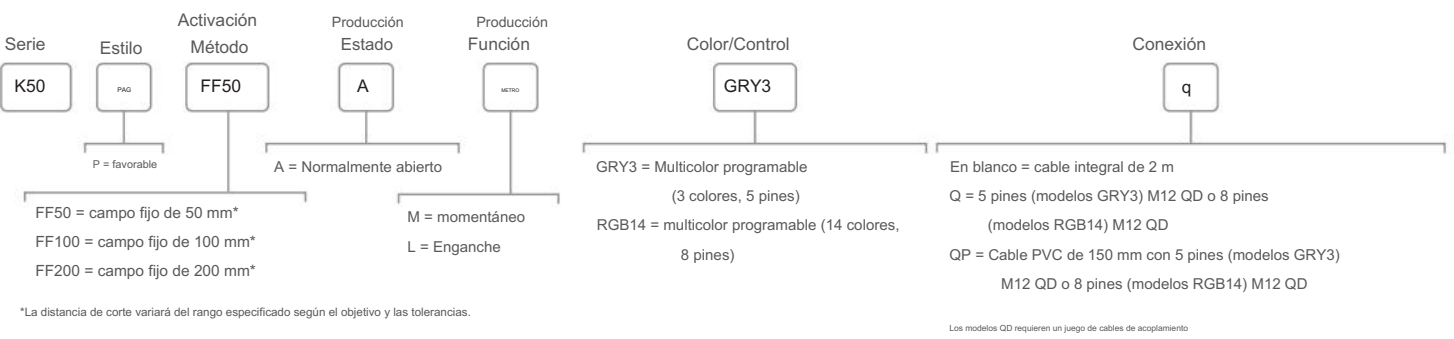 Serie
Estilo
Activación
Método
Producción
Estado
Producción
Función
Color/Control
Conexión
K50
PAG
FF50
A
METRO
GRY3
q
P = favorable
A = Normalmente abierto
FF50 = campo fijo de 50 mm*
FF100 = campo fijo de 100 mm*
FF200 = campo fijo de 200 mm*
M = momentáneo
L = Enganche
GRY3 = Multicolor programable
(3 colores, 5 pines)
RGB14 = multicolor programable (14 colores,
8 pines)
En blanco = cable integral de 2 m
Q = 5 pines (modelos GRY3) M12 QD o 8 pines
(modelos RGB14) M12 QD
QP = Cable PVC de 150 mm con 5 pines (modelos GRY3)
M12 QD o 8 pines (modelos RGB14) M12 QD
*La distancia de corte variará del rango especificado según el objetivo y las tolerancias.
Los modelos QD requieren un juego de cables de acoplamiento